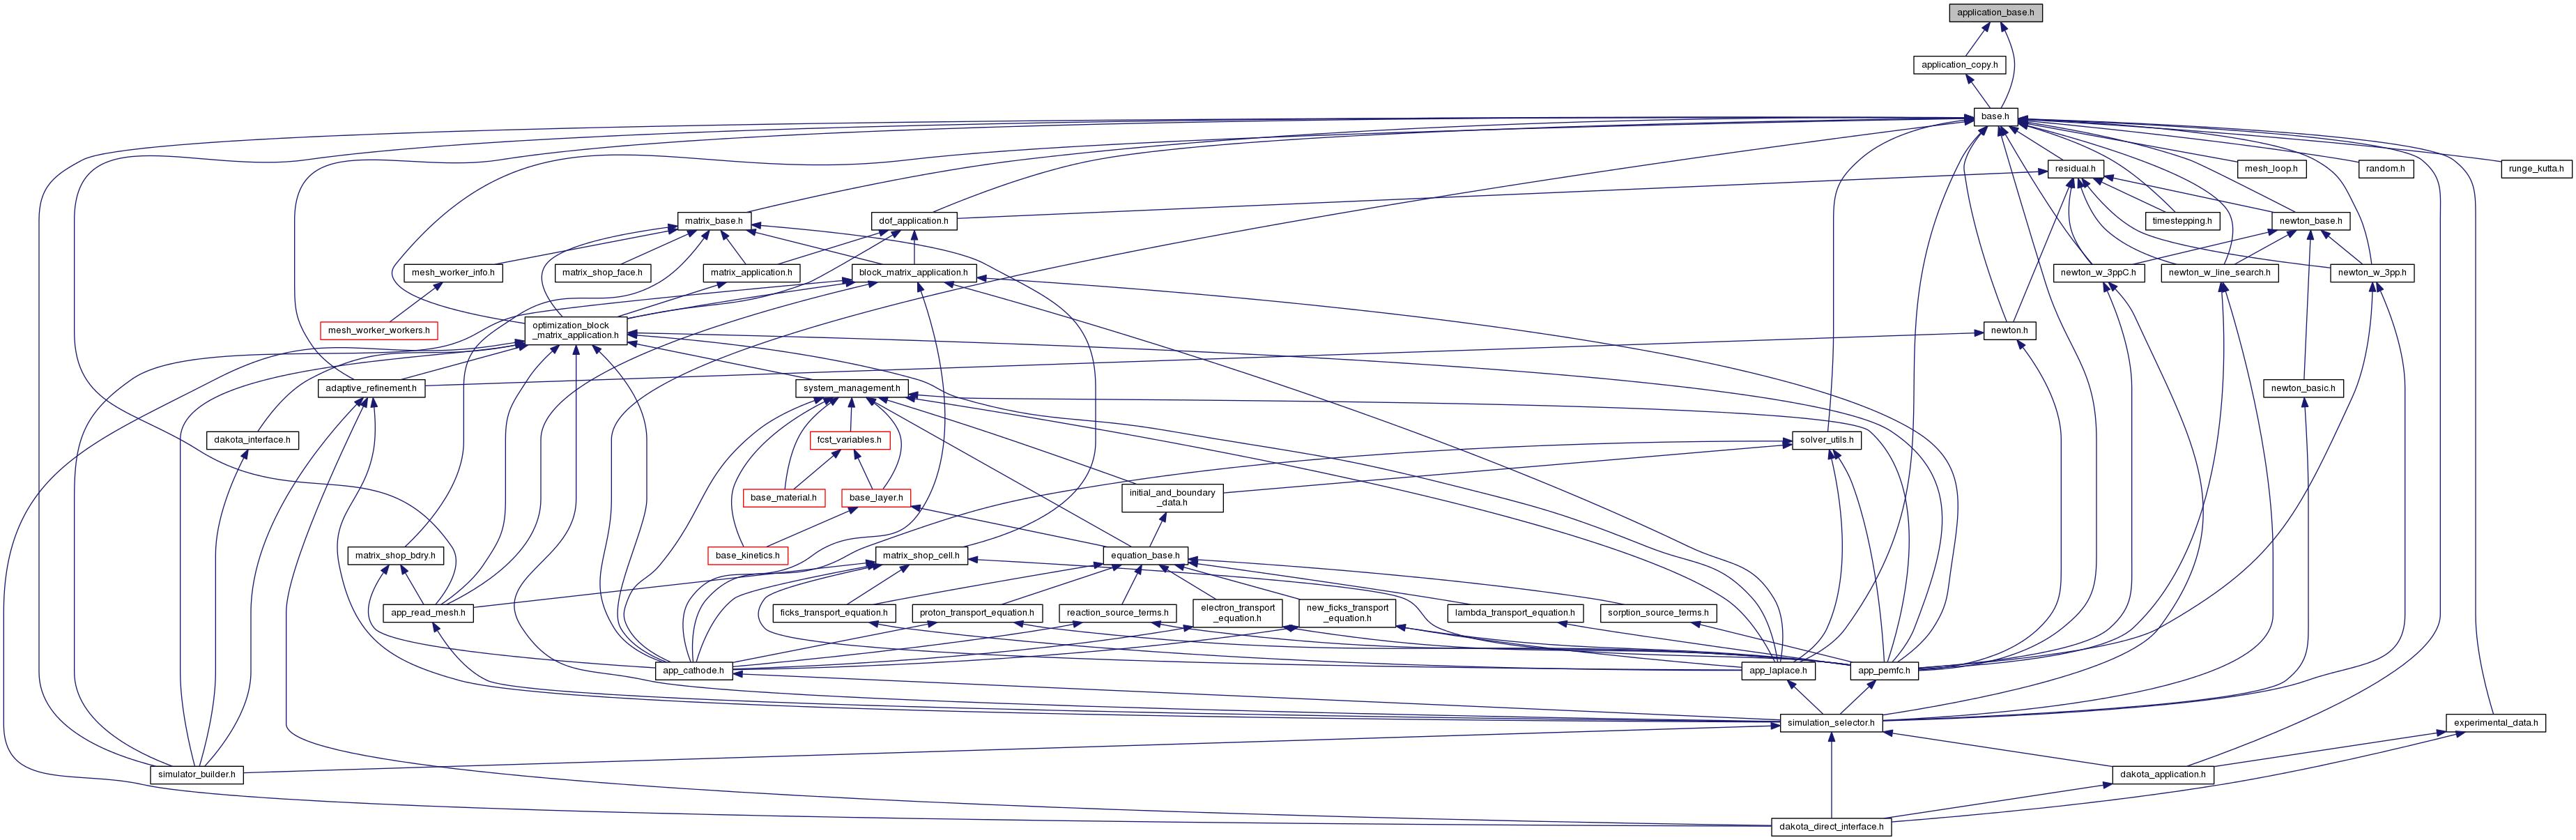 application_base.h
application_copy.h
base.h
residual.h
mesh_loop.h
random.h
runge_kutta.h
matrix_base.h
dof_application.h
timestepping.h
newton_base.h
mesh_worker_info.h
matrix_shop_face.h
matrix_application.h
block_matrix_application.h
newton_w_3ppC.h
newton_w_line_search.h
newton_w_3pp.h
mesh_worker_workers.h
optimization_block
_matrix_application.h
newton.h
adaptive_refinement.h
system_management.h
newton_basic.h
dakota_interface.h
fcst_variables.h
solver_utils.h
base_material.h
base_layer.h
initial_and_boundary
_data.h
matrix_shop_bdry.h
base_kinetics.h
matrix_shop_cell.h
equation_base.h
app_read_mesh.h
ficks_transport_equation.h
proton_transport_equation.h
reaction_source_terms.h
electron_transport
_equation.h
new_ficks_transport
_equation.h
lambda_transport_equation.h
sorption_source_terms.h
app_cathode.h
app_laplace.h
app_pemfc.h
simulation_selector.h
experimental_data.h
simulator_builder.h
dakota_application.h
dakota_direct_interface.h